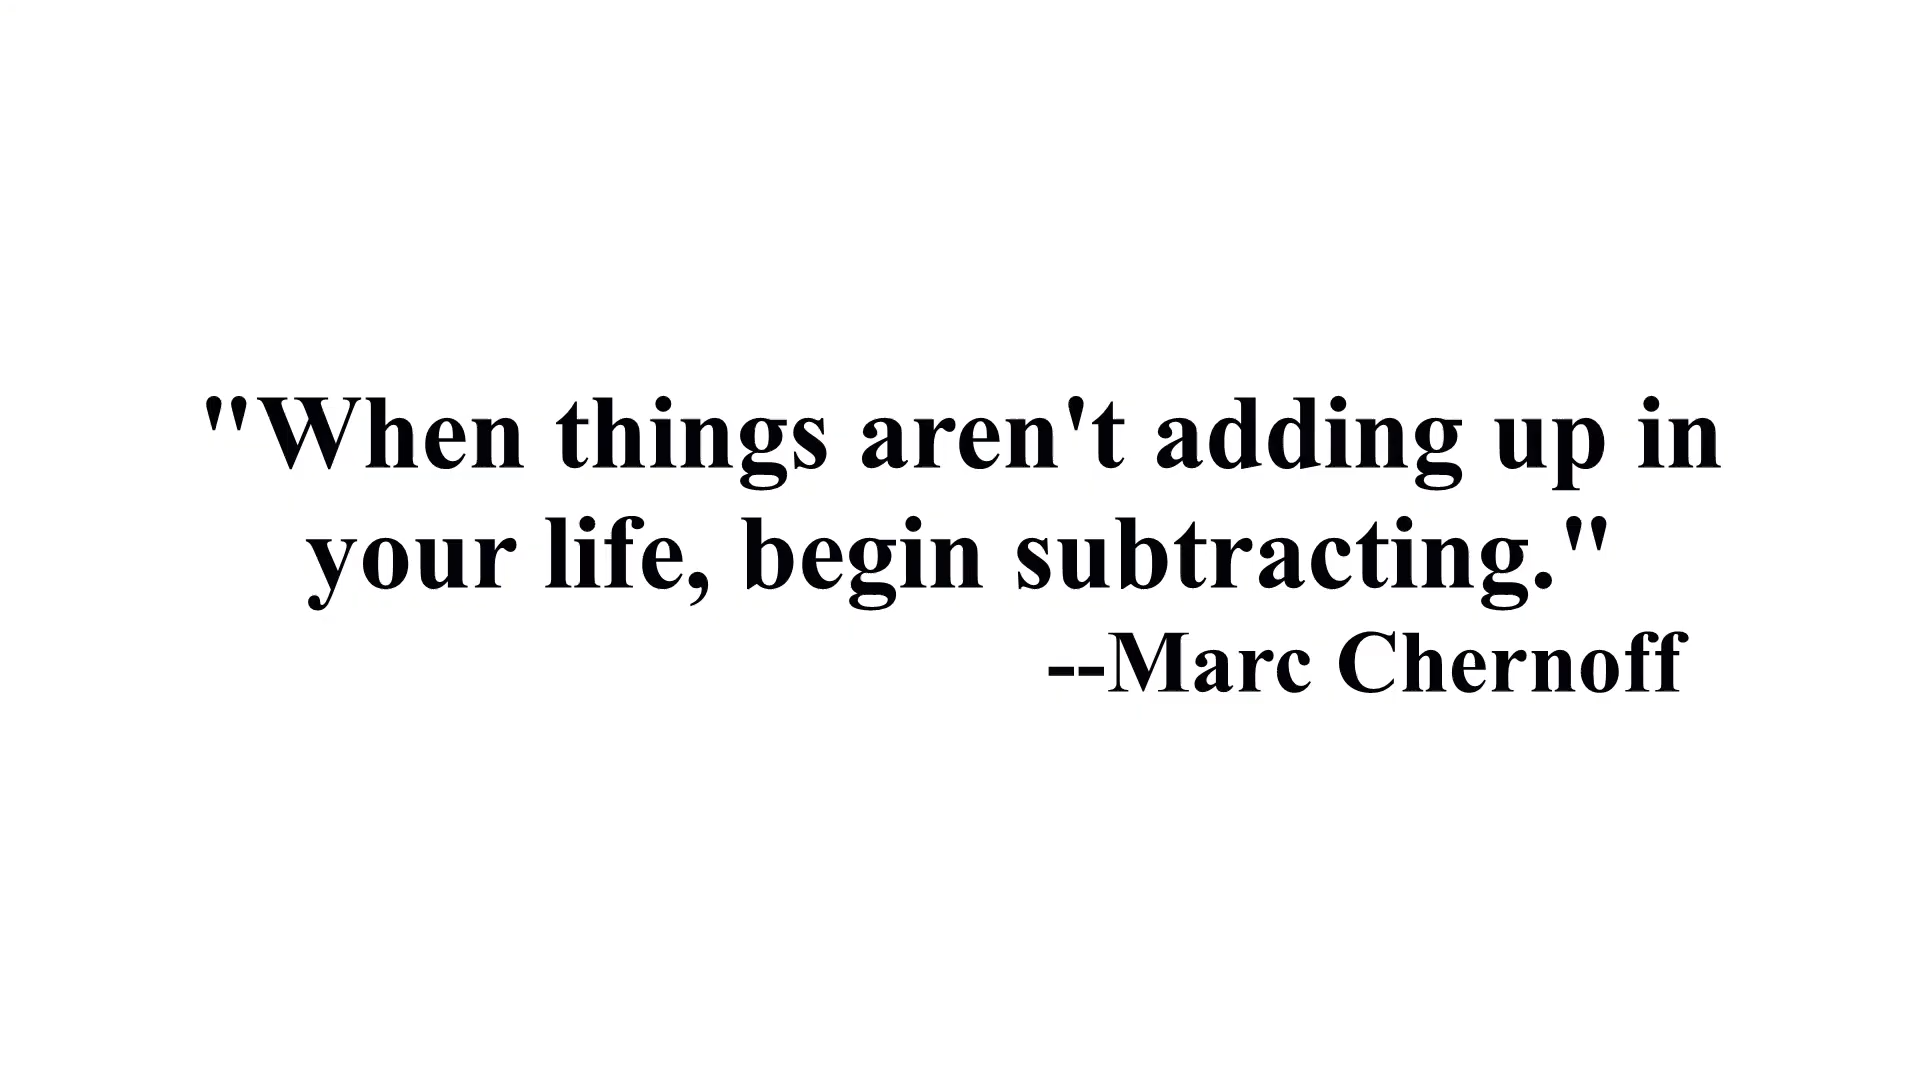 "When things aren't adding up in
your life, begin subtracting."
--Marc Chernoff